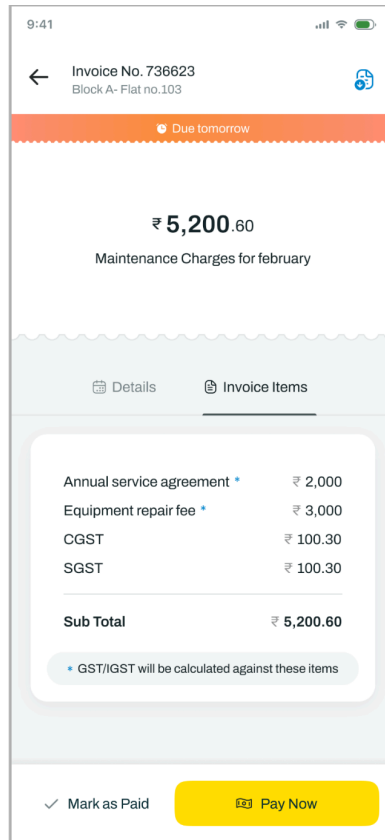 9:41
Invoice No. 736623
Block A- Flat no.103
Due tomorrow
₹ 5,200.60
Maintenance Charges for february
Details Invoice Items
Annual service agreement * ₹ 2,000
Equipment repair fee * ₹ 3,000
CGST ₹ 100.30
SGST ₹ 100.30
Sub Total ₹ 5,200.60
* GST/IGST will be calculated against these items
Mark as Paid Pay Now